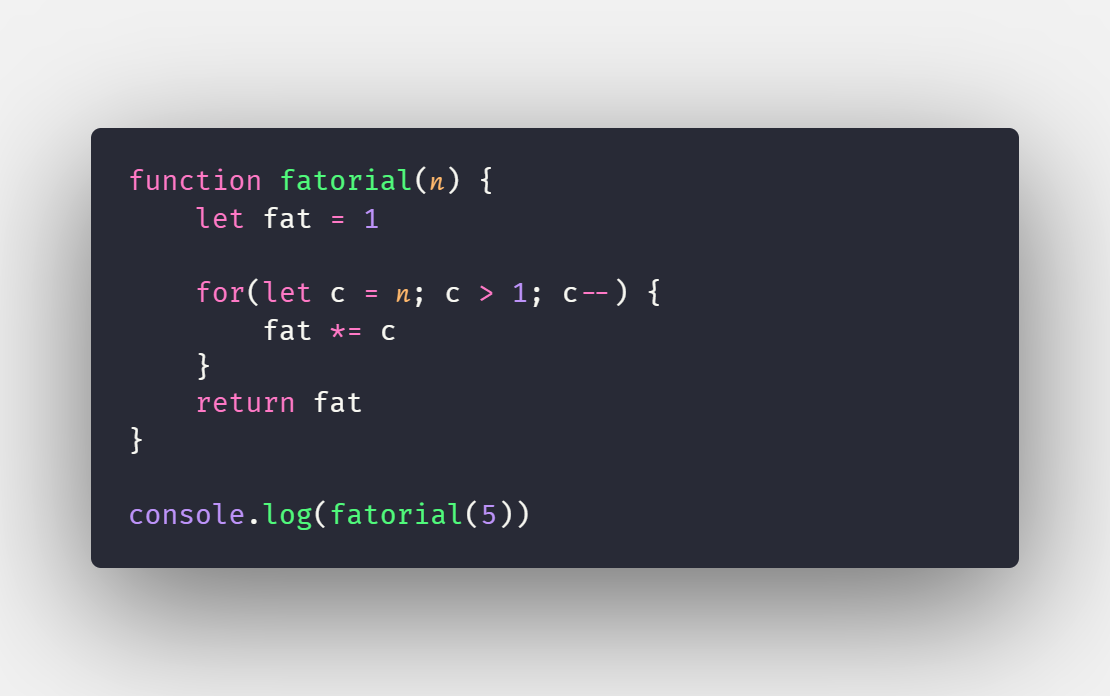 function fatorial(n) {
    let fat = 1

    for(let c = n; c > 1; c--) {
        fat *= c
    }
    return fat
}

console.log(fatorial(5))